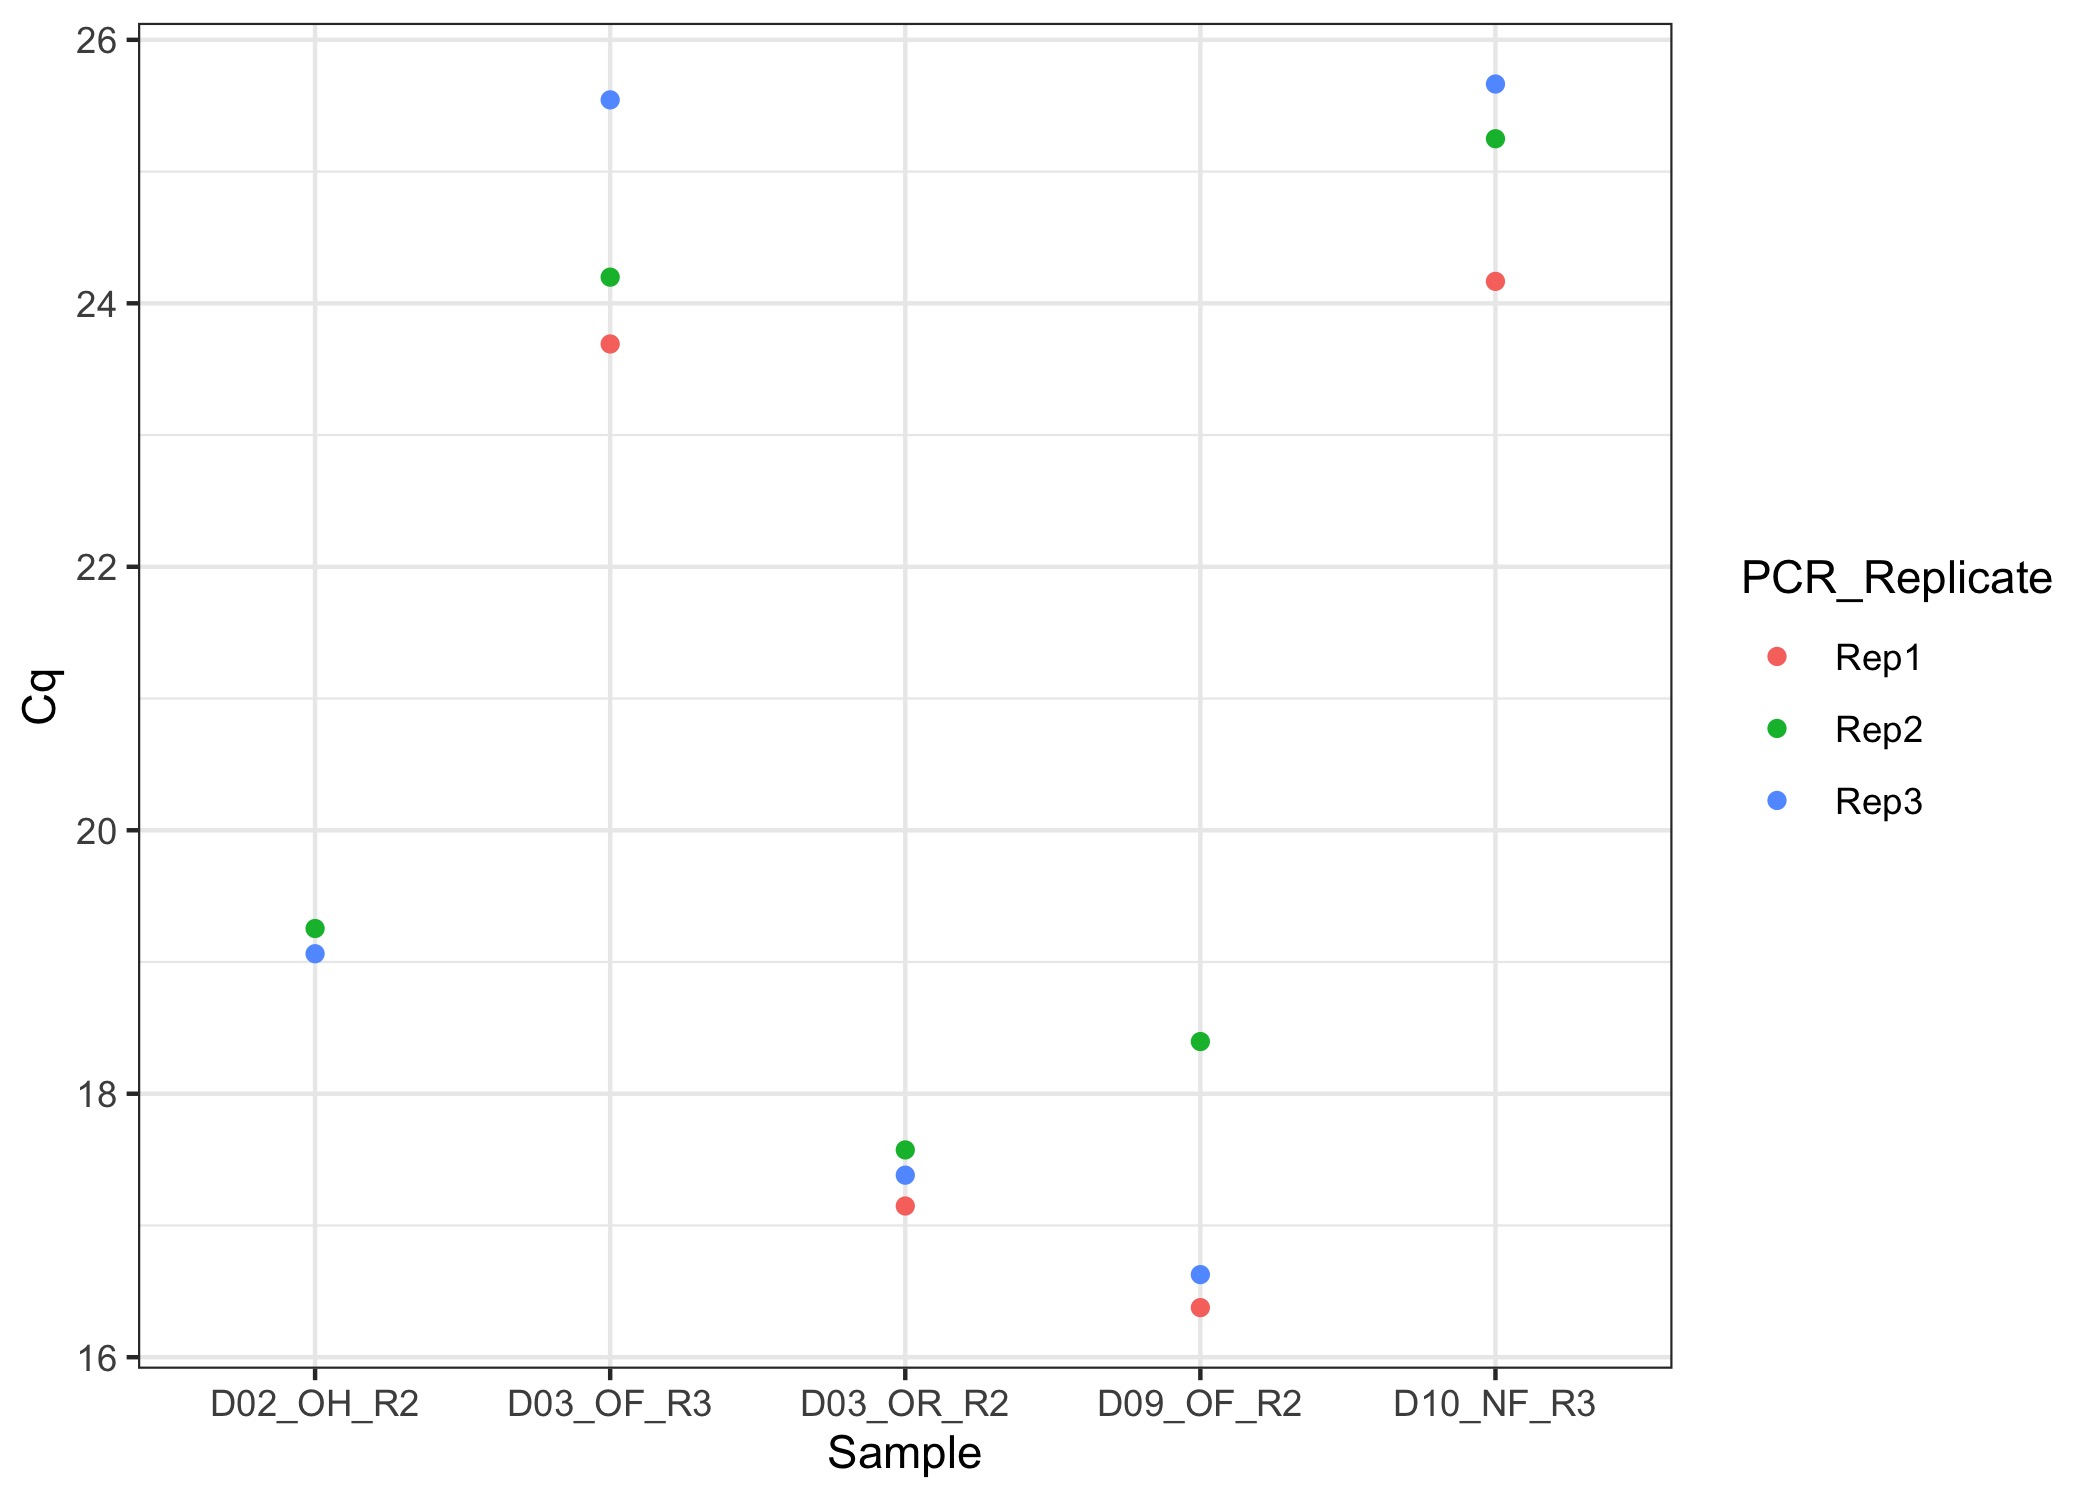 26
24
22
20
18
16
Cq
D02_OH_R2
D03_OF_R3
D03_OR_R2
D09_OF_R2
D10_NF_R3
Sample
PCR_Replicate
Rep1
Rep2
Rep3